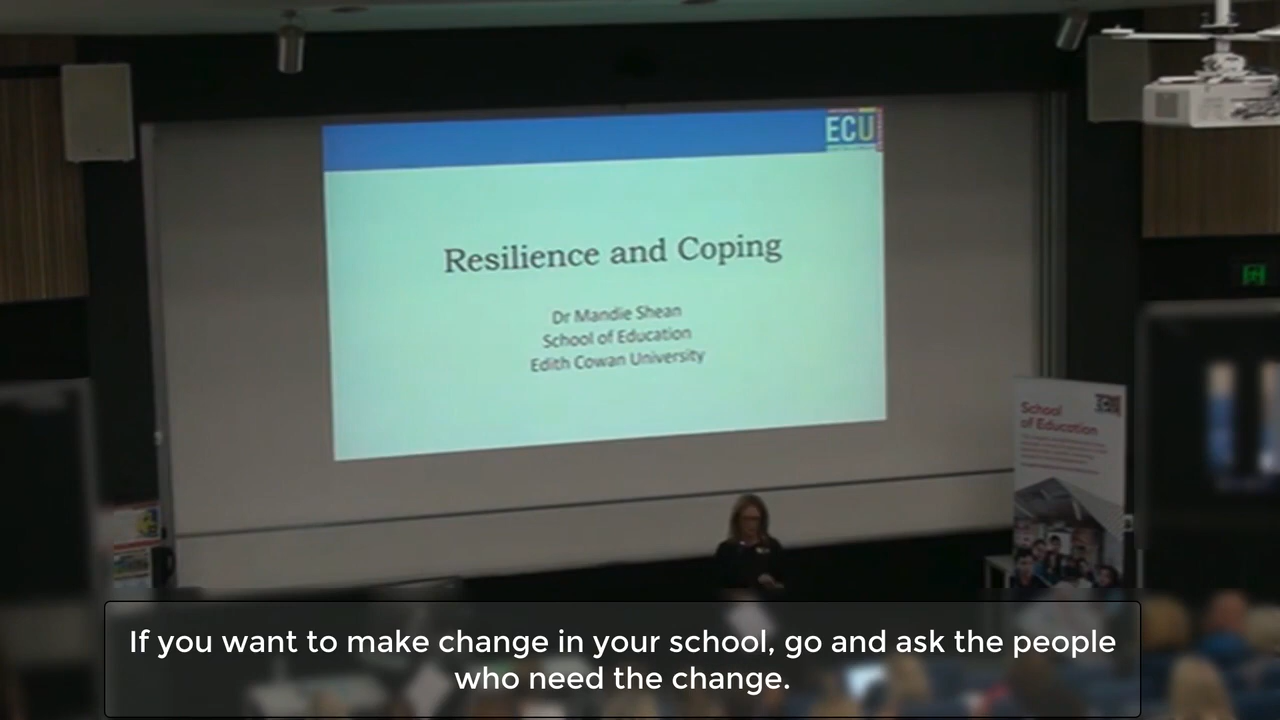 ECU
Resilience and Coping
Dr Mandie Shean
School of Education
Edith Cowan University
School
of Education
If you want to make change in your school, go and ask the people
who need the change.